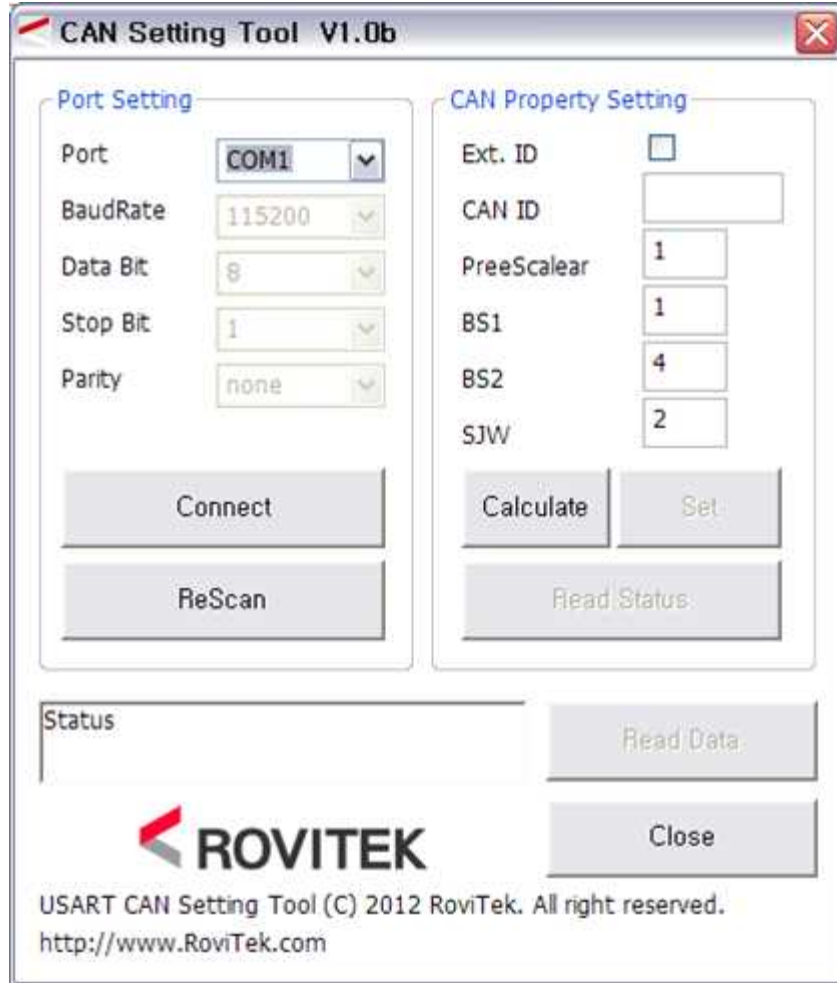 CAN Setting Tool V1.0b
Port Setting
Port COM1
BaudRate 115200
Data Bit 8
Stop Bit 1
Parity none
Connect
ReScan
CAN Property Setting
Ext. ID
CAN ID
PreeScalear 1
BS1 1
BS2 4
SJW 2
Calculate Set
Read Status
Status
Read Data
ROVITEK
Close
USART CAN Setting Tool (C) 2012 RoviTek. All right reserved.
http://www.RoviTek.com